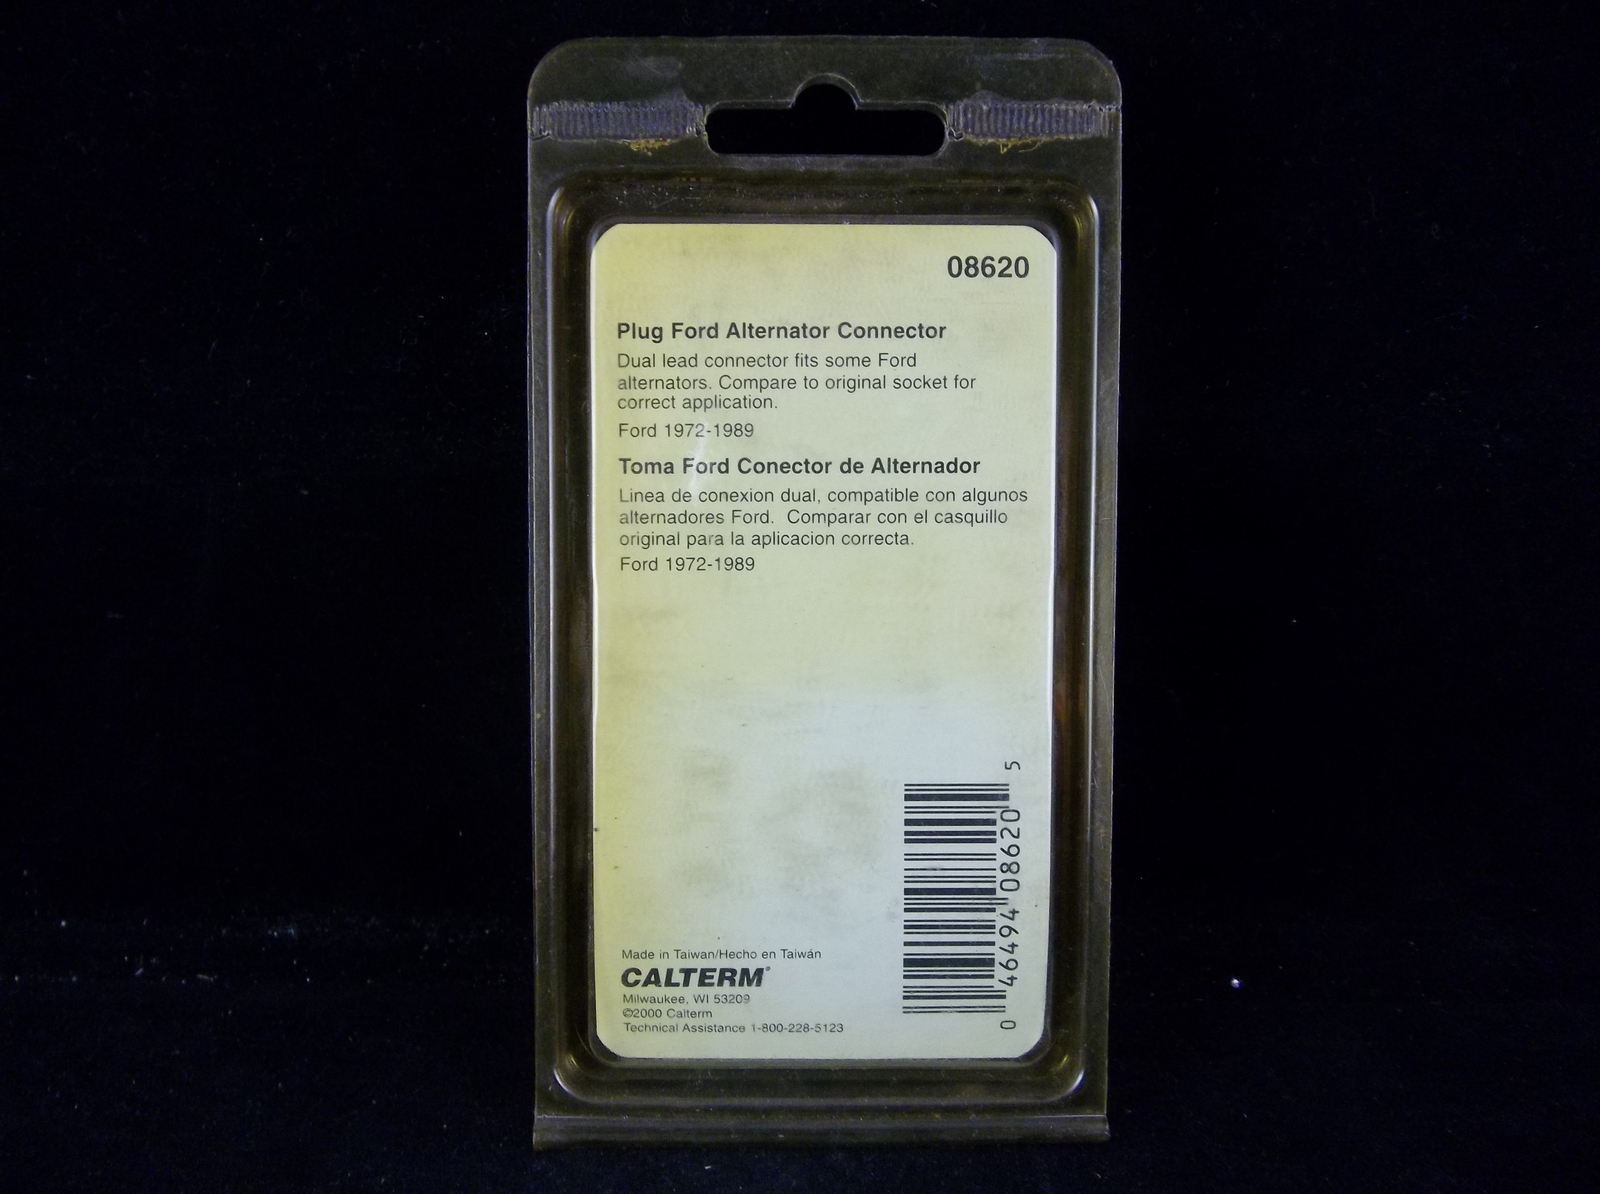 08620
Plug Ford Alternator Connector
Dual lead connector fits some Ford
alternators. Compare to original socket for
correct application.
Ford 1972-1989
Toma Ford Conector de Alternador
Linea de conexion dual, compatible con algunos
alternadores Ford. Comparar con el casquillo
original para la aplicacion correcta.
Ford 1972-1989
Made in Taiwan/Hecho en Taiwán
CALTERM®
Milwaukee, WI 53209
©2000 Calterm
Technical Assistance 1-800-228-5123
0 46494 08620 5